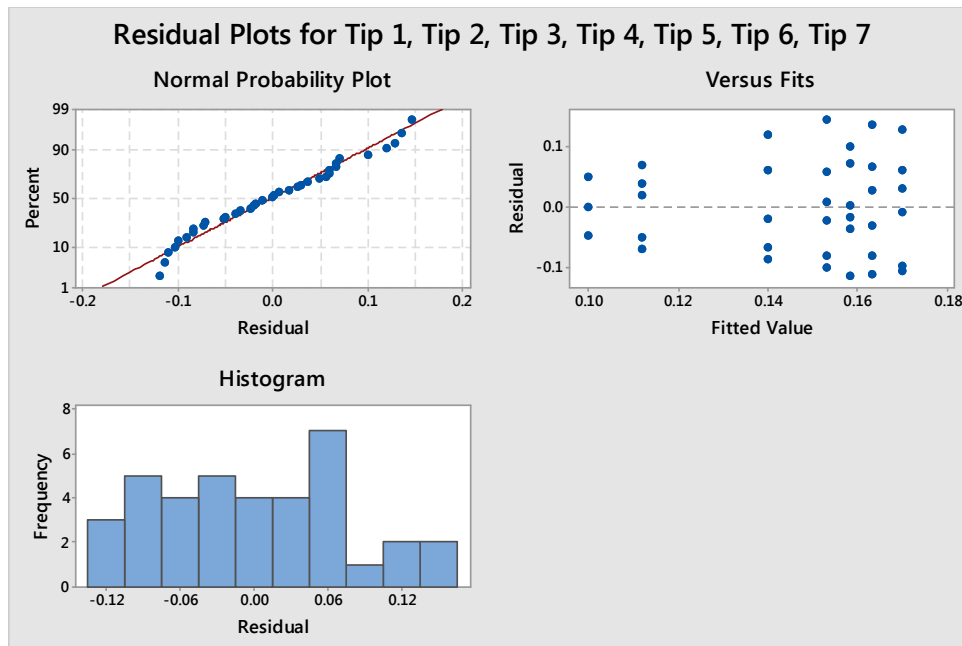 Residual Plots for Tip 1, Tip 2, Tip 3, Tip 4, Tip 5, Tip 6, Tip 7
Normal Probability Plot
Percent
99
90
50
10
1
-0.2
-0.1
0.0
0.1
0.2
Residual
Versus Fits
Residual
0.1
0.0
-0.1
0.10
0.12
0.14
0.16
0.18
Fitted Value
Histogram
Frequency
8
6
4
2
0
-0.12
-0.06
0.00
0.06
0.12
Residual